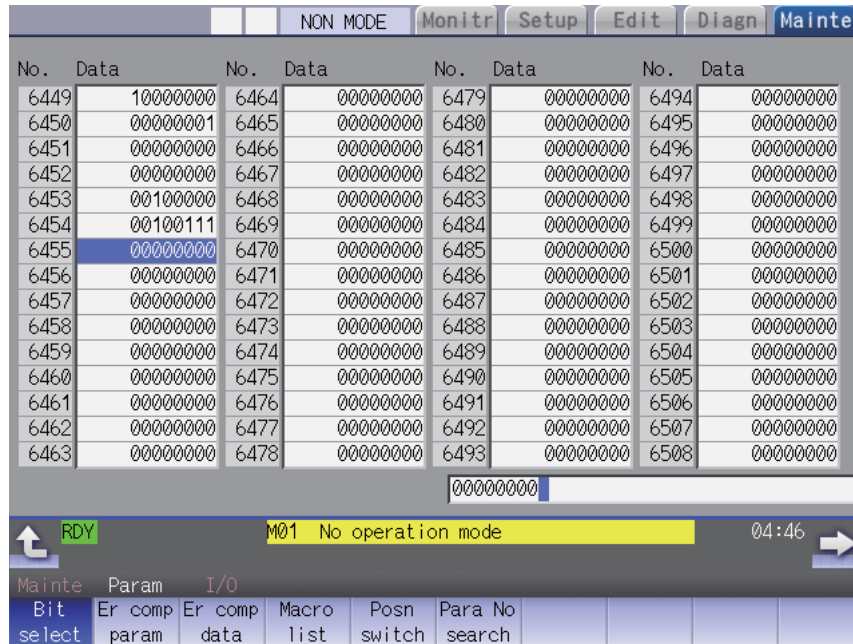 NON MODE Monitr Setup Edit Diagn Mainte
No. Data No. Data No. Data No. Data
6449 10000000 6464 00000000 6479 00000000 6494 00000000
6450 00000001 6465 00000000 6480 00000000 6495 00000000
6451 00000000 6466 00000000 6481 00000000 6496 00000000
6452 00000000 6467 00000000 6482 00000000 6497 00000000
6453 00100000 6468 00000000 6483 00000000 6498 00000000
6454 00100111 6469 00000000 6484 00000000 6499 00000000
6455 00000000 6470 00000000 6485 00000000 6500 00000000
6456 00000000 6471 00000000 6486 00000000 6501 00000000
6457 00000000 6472 00000000 6487 00000000 6502 00000000
6458 00000000 6473 00000000 6488 00000000 6503 00000000
6459 00000000 6474 00000000 6489 00000000 6504 00000000
6460 00000000 6475 00000000 6490 00000000 6505 00000000
6461 00000000 6476 00000000 6491 00000000 6506 00000000
6462 00000000 6477 00000000 6492 00000000 6507 00000000
6463 00000000 6478 00000000 6493 00000000 6508 00000000
00000000
RDY M01 No operation mode 04:46
Mainte Param I/O
Bit Er comp Er comp Macro Posn Para No
select param data list switch search